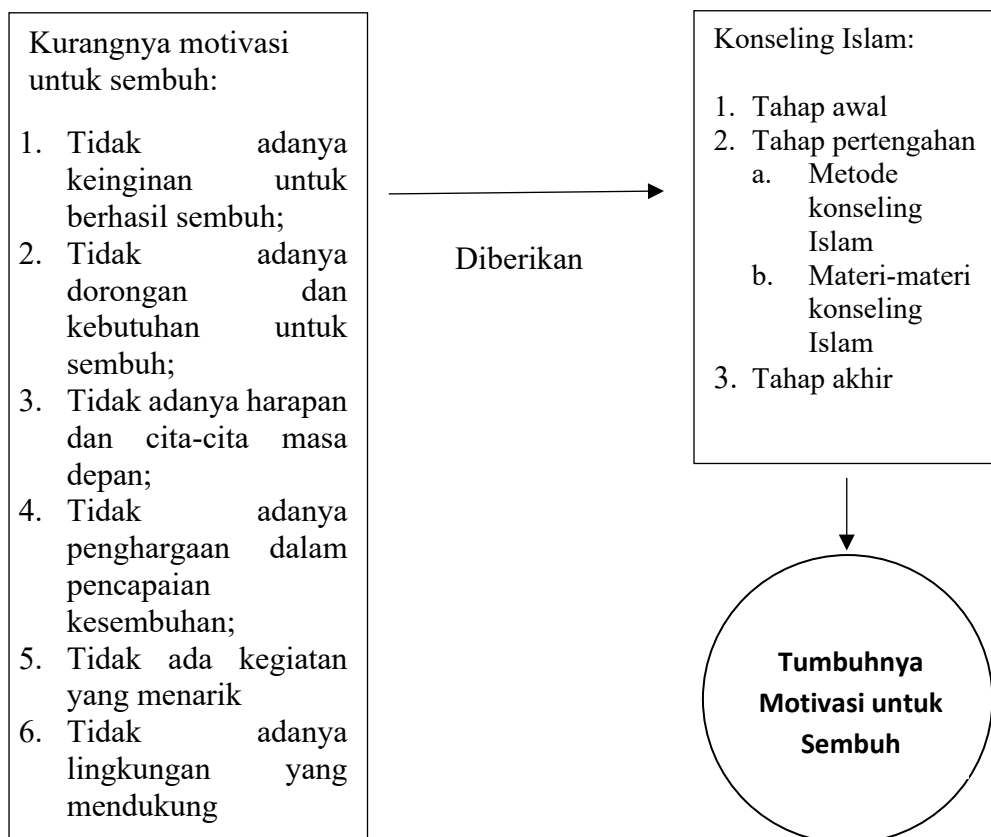 Kurangnya motivasi
untuk sembuh:
1. Tidak adanya
keinginan untuk
berhasil sembuh;
2. Tidak adanya
dorongan dan
kebutuhan untuk
sembuh;
3. Tidak adanya harapan
dan cita-cita masa
depan;
4. Tidak adanya
penghargaan dalam
pencapaian
kesembuhan;
5. Tidak ada kegiatan
yang menarik
6. Tidak adanya
lingkungan yang
mendukung
Diberikan
Konseling Islam:
1. Tahap awal
2. Tahap pertengahan
a. Metode
konseling
Islam
b. Materi-materi
konseling
Islam
3. Tahap akhir
Tumbuhnya
Motivasi untuk
Sembuh